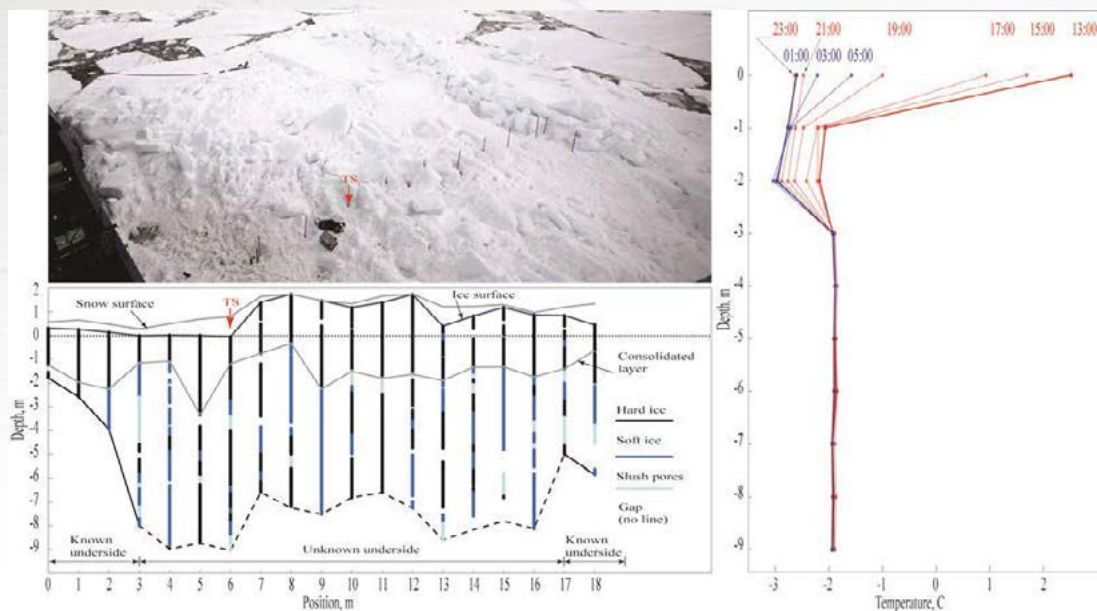 TS
2
1
0
-1
-2
-3
-4
-5
-6
-7
-8
-9
Depth, m
Snow surface
TS
Ice surface
Consolidated
layer
Hard ice
Soft ice
Slush pores
Gap
(no line)
Known
underside
Unknown underside
Known
underside
0 1 2 3 4 5 6 7 8 9 10 11 12 13 14 15 16 17 18
Position, m
23:00 21:00 19:00 17:00 15:00 13:00
01:00 03:00 05:00
0
-1
-2
-3
-4
-5
-6
-7
-8
-9
Depth, m
-3 -2 -1 0 1 2
Temperature, C